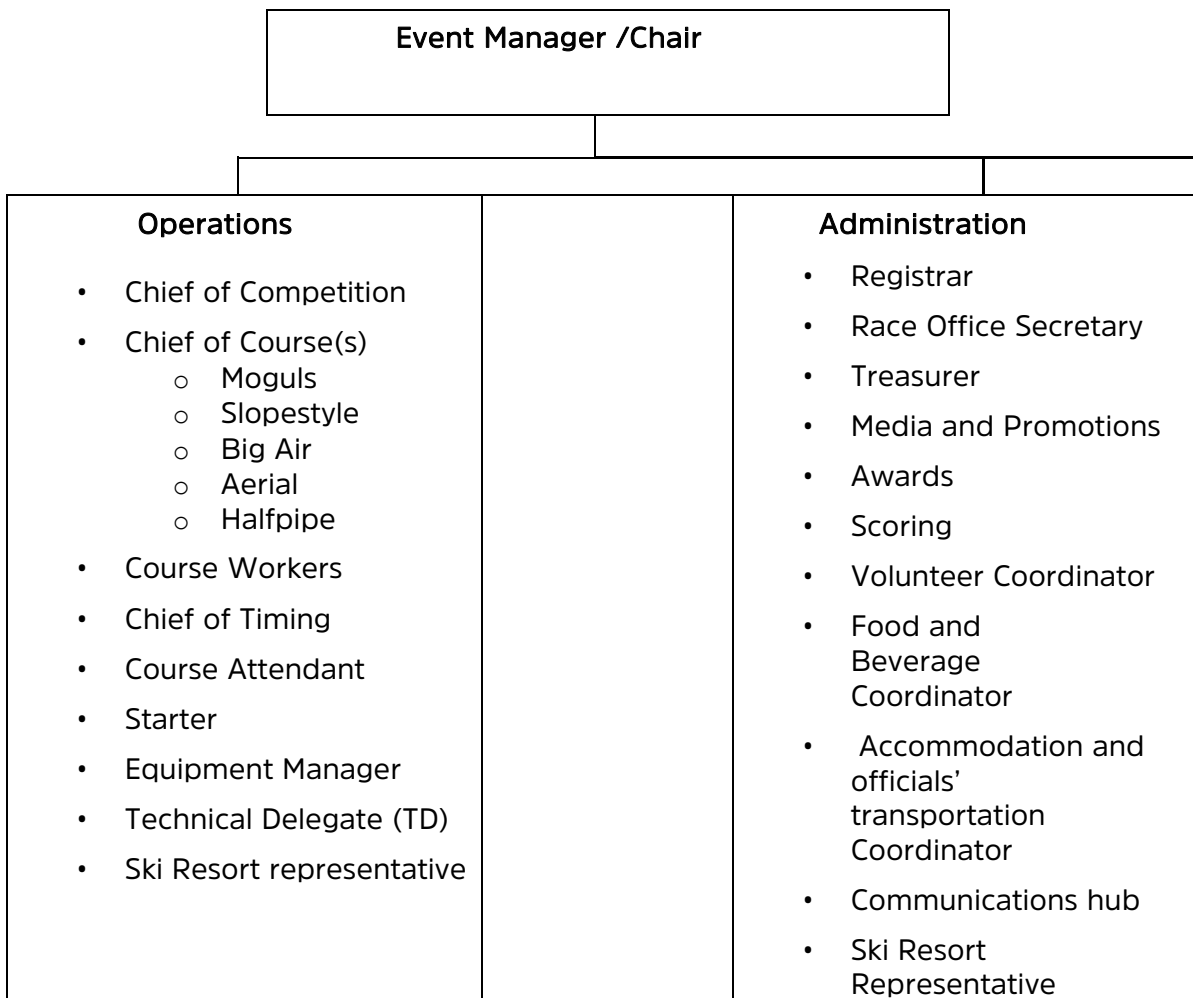 Event Manager /Chair
Operations
• Chief of Competition
• Chief of Course(s)
o Moguls
o Slopestyle
o Big Air
o Aerial
o Halfpipe
• Course Workers
• Chief of Timing
• Course Attendant
• Starter
• Equipment Manager
• Technical Delegate (TD)
• Ski Resort representative
Administration
• Registrar
• Race Office Secretary
• Treasurer
• Media and Promotions
• Awards
• Scoring
• Volunteer Coordinator
• Food and
Beverage
Coordinator
• Accommodation and
officials’
transportation
Coordinator
• Communications hub
• Ski Resort
Representative